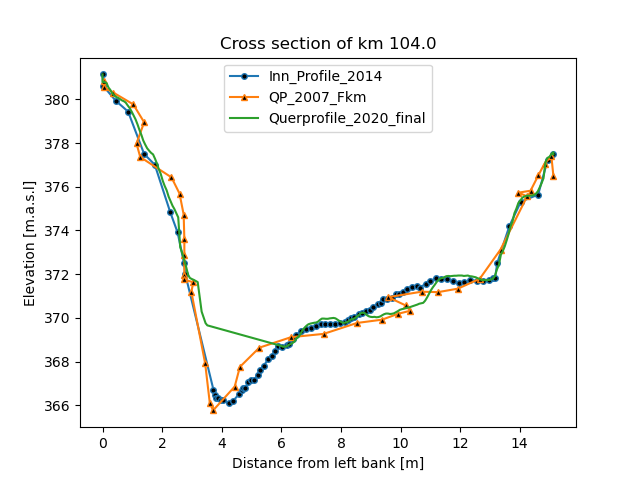 Cross section of km 104.0
Inn_Profile_2014
QP_2007_Fkm
Querprofile_2020_final
Elevation [m.a.s.l]
380
378
376
374
372
370
368
366
0 2 4 6 8 10 12 14
Distance from left bank [m]